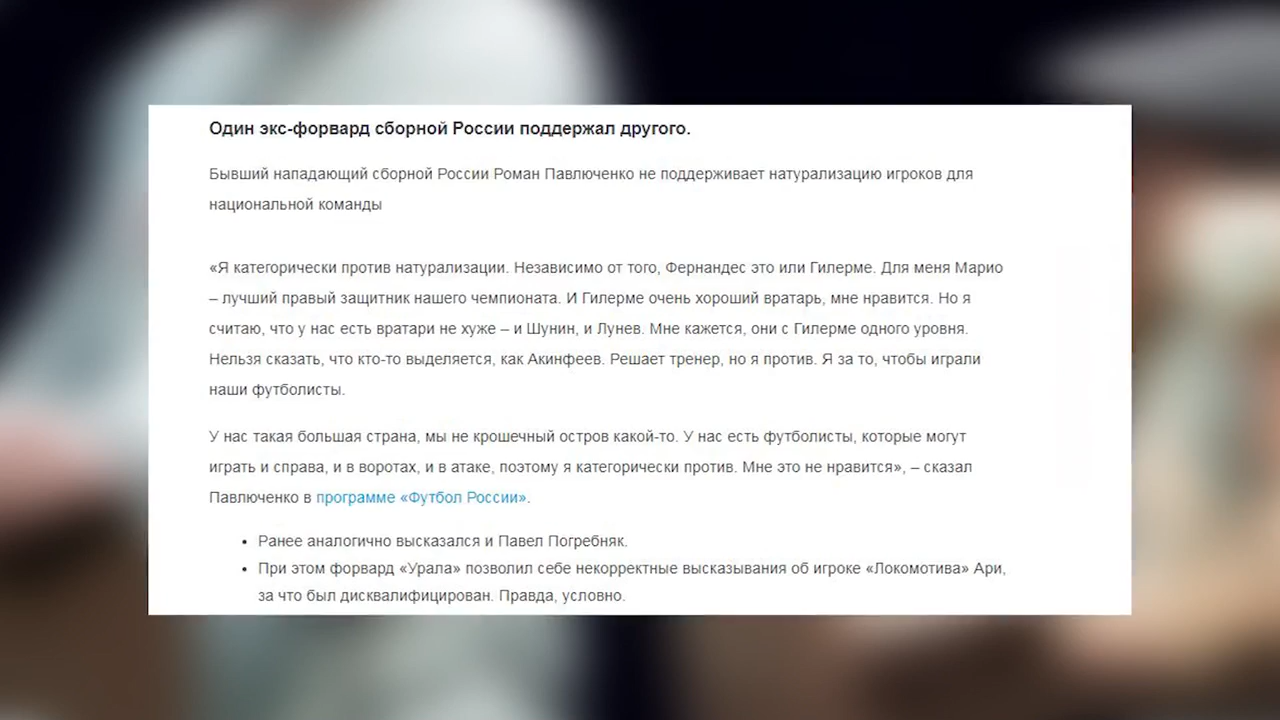 Один экс-форвард сборной России поддержал другого.
Бывший нападающий сборной России Роман Павлюченко не поддерживает натурализацию игроков для
национальной команды
«Я категорически против натурализации. Независимо от того, Фернандес это или Гилерме. Для меня Марио
– лучший правый защитник нашего чемпионата. И Гилерме очень хороший вратарь, мне нравится. Но я
считаю, что у нас есть вратари не хуже – и Шунин, и Лунев. Мне кажется, они с Гилерме одного уровня.
Нельзя сказать, что кто-то выделяется, как Акинфеев. Решает тренер, но я против. Я за то, чтобы играли
наши футболисты.
У нас такая большая страна, мы не крошечный остров какой-то. У нас есть футболисты, которые могут
играть и справа, и в воротах, и в атаке, поэтому я категорически против. Мне это не нравится», – сказал
Павлюченко в программе «Футбол России».
• Ранее аналогично высказался и Павел Погребняк.
• При этом форвард «Урала» позволил себе некорректные высказывания об игроке «Локомотива» Ари,
за что был дисквалифицирован. Правда, условно.